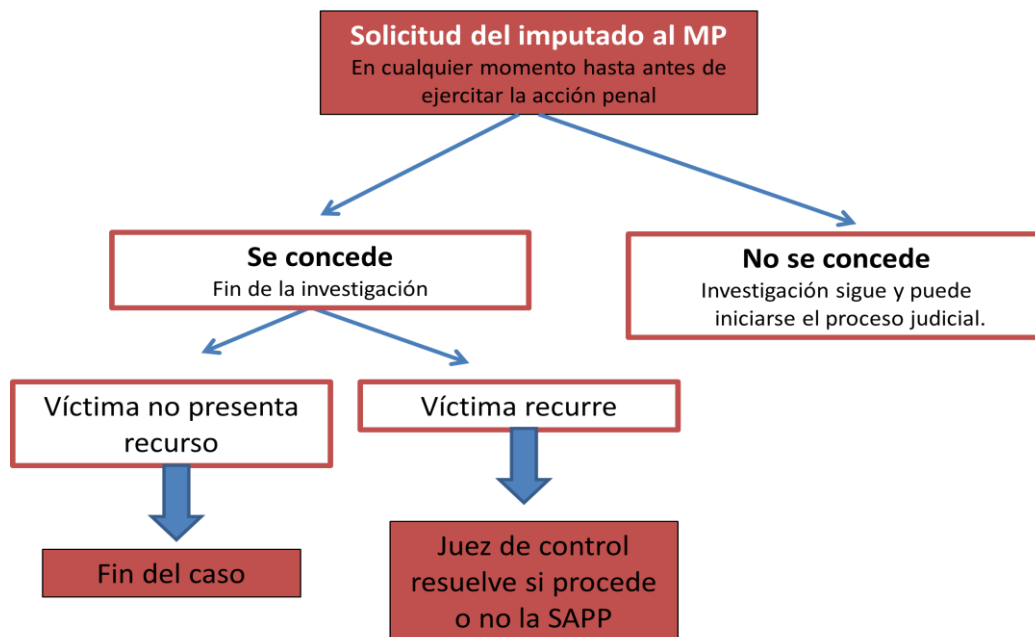 Solicitud del imputado al MP
En cualquier momento hasta antes de
ejercitar la acción penal
Se concede
Fin de la investigación
No se concede
Investigación sigue y puede
iniciarse el proceso judicial.
Víctima no presenta
recurso
Víctima recurre
Fin del caso
Juez de control
resuelve si procede
o no la SAPP